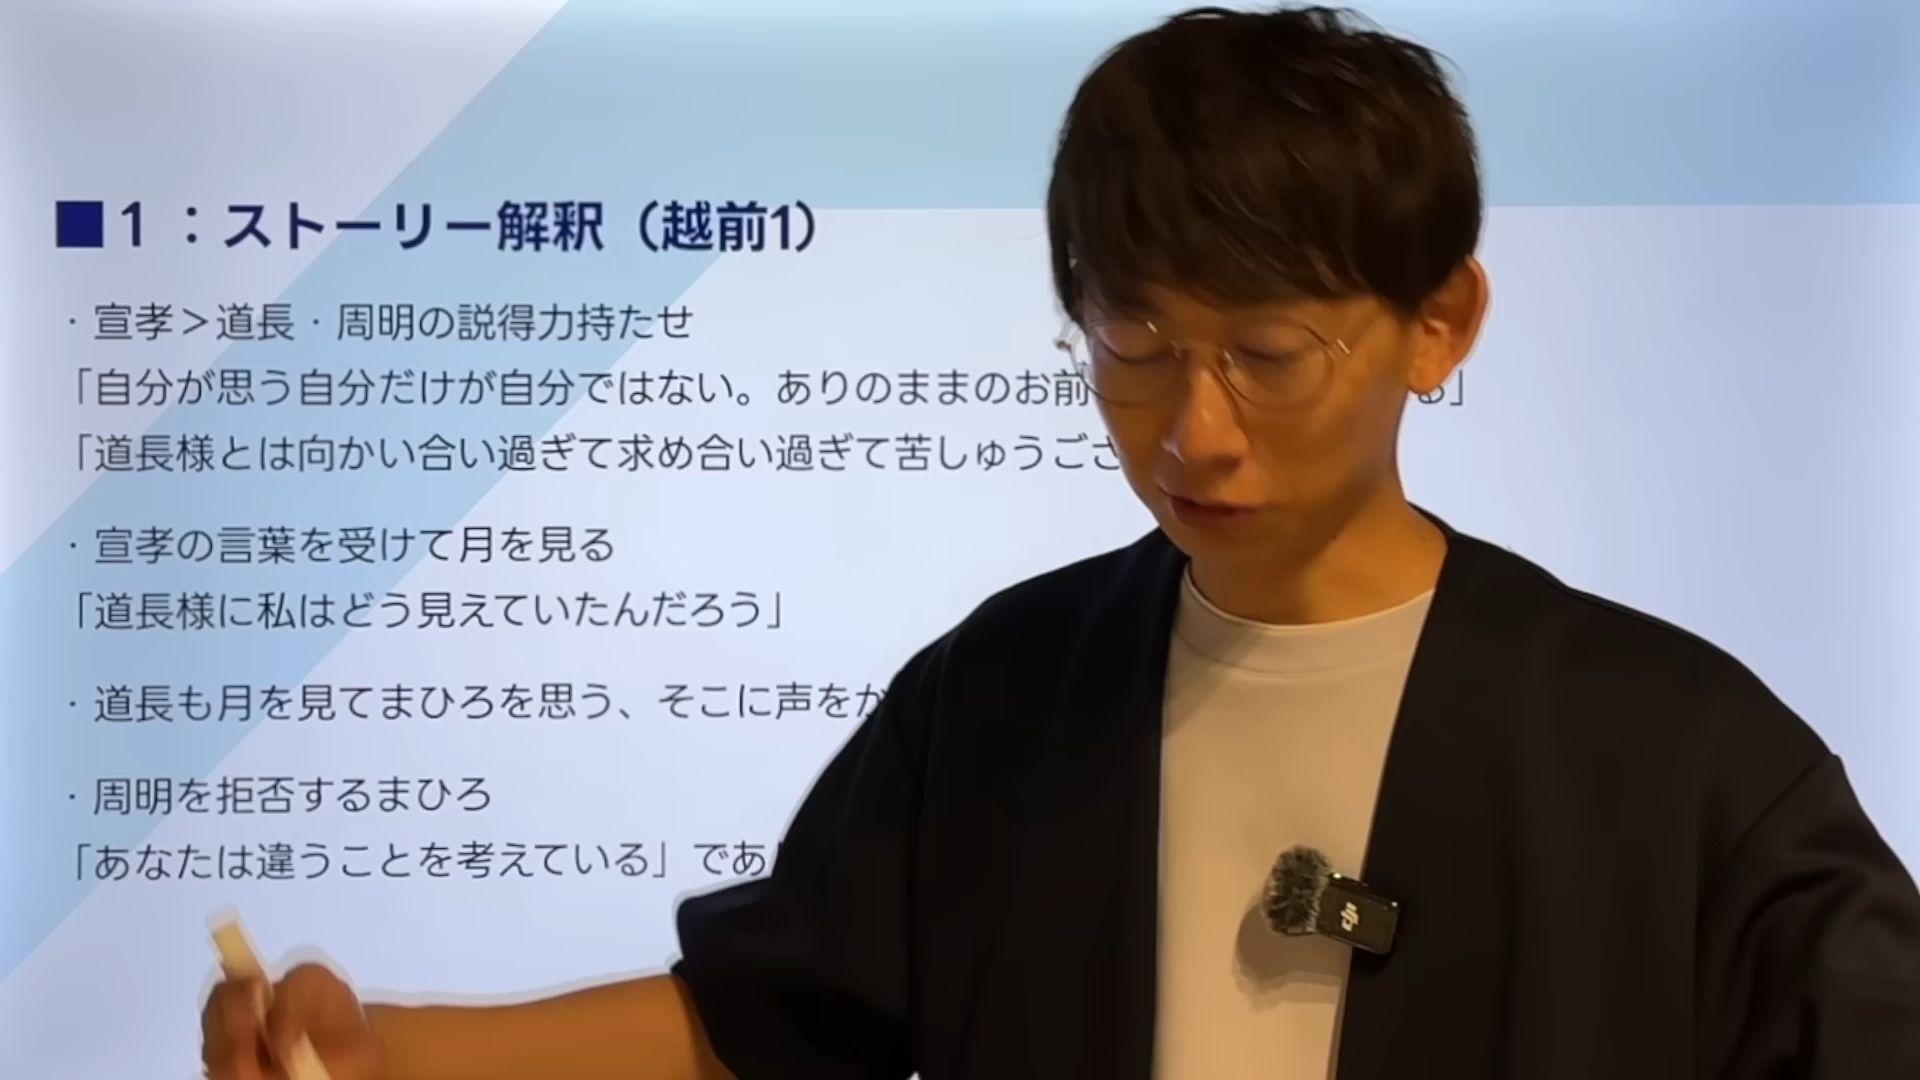 ■1：ストーリー解釈（越前1）
・宣孝＞道長・周明の説得力持たせ
「自分が思う自分だけが自分ではない。ありのままのお前 る」
「道長様とは向かい合い過ぎて求め合い過ぎて苦しゅうござ
・宣孝の言葉を受けて月を見る
「道長様に私はどう見えていたんだろう」
・道長も月を見てまひろを思う、そこに声をか
・周明を拒否するまひろ
「あなたは違うことを考えている」であ
dji